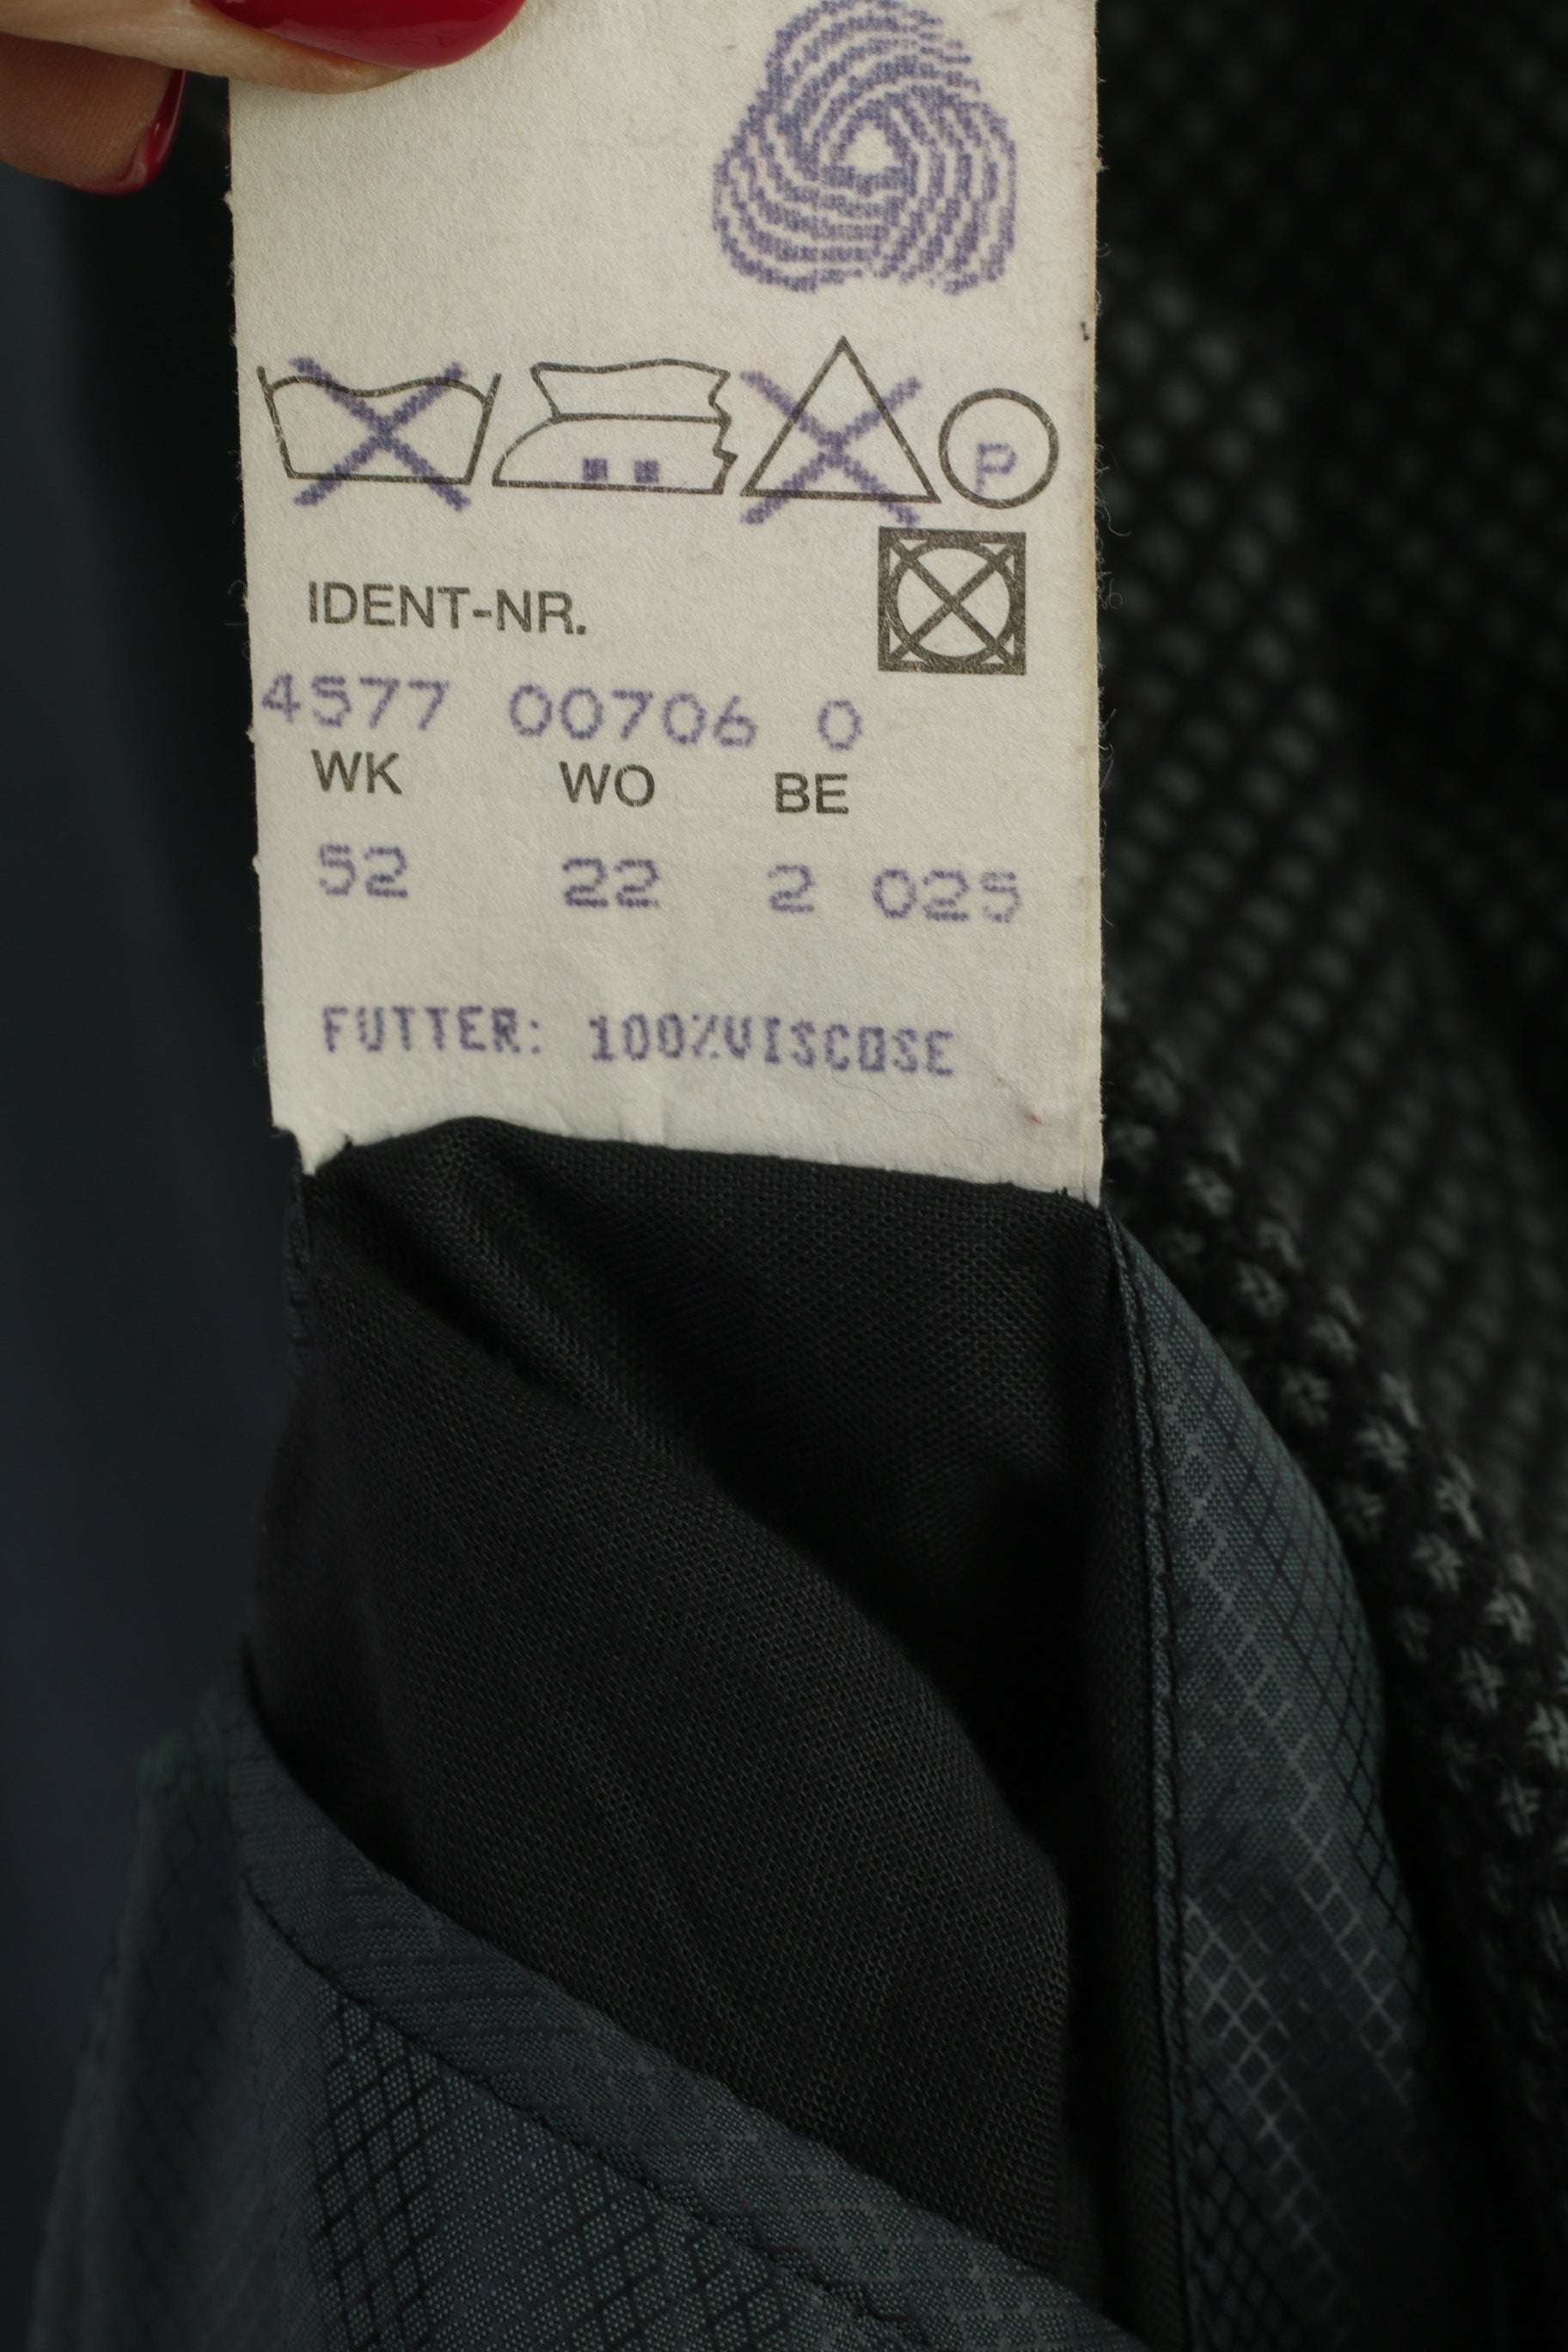 P
IDENT-NR.
4577 00706 0
WK WO BE
52 22 2 025
FUTTER: 100%VISCOSE